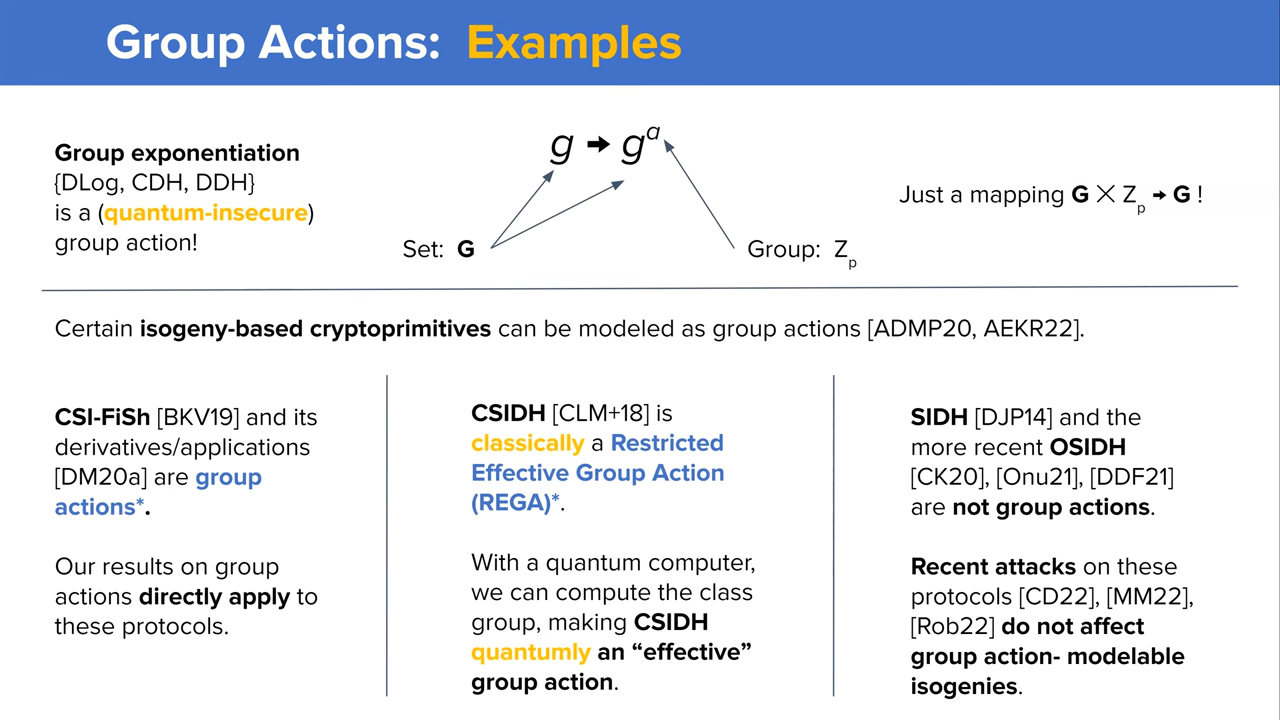 Group Actions: Examples
Group exponentiation
{DLog, CDH, DDH}
is a (quantum-insecure)
group action!
g → gᵃ
Set: G
Group: Zₚ
Just a mapping G × Zₚ → G !
Certain isogeny-based cryptoprimitives can be modeled as group actions [ADMP20, AEKR22].
CSI-FiSh [BKV19] and its
derivatives/applications
[DM20a] are group
actions*.
Our results on group
actions directly apply to
these protocols.
CSIDH [CLM+18] is
classically a Restricted
Effective Group Action
(REGA)*.
With a quantum computer,
we can compute the class
group, making CSIDH
quantumly an “effective”
group action.
SIDH [DJP14] and the
more recent OSIDH
[CK20], [Onu21], [DDF21]
are not group actions.
Recent attacks on these
protocols [CD22], [MM22],
[Rob22] do not affect
group action- modelable
isogenies.